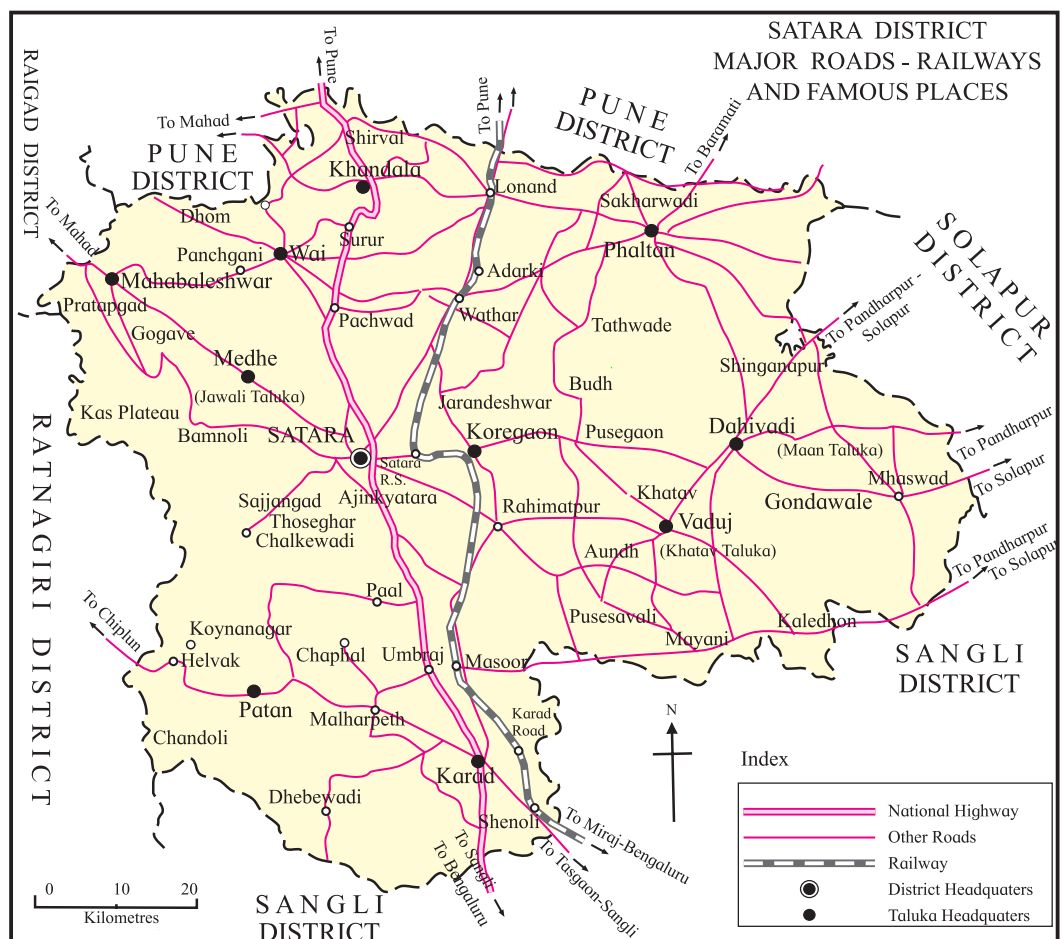 SATARA DISTRICT
MAJOR ROADS - RAILWAYS
AND FAMOUS PLACES
RAIGAD DISTRICT
To Pune
To Pune
To Mahad
PUNE
DISTRICT
PUNE
DISTRICT
To Baramati
Shirval
Khandala
Lonand
Sakharwadi
Dhom
Surur
Phaltan
To Mahad
Panchgani
Wai
Adarki
SOLAPUR
DISTRICT
Mahabaleshwar
Pratapgad
Pachwad
Wathar
To Pandharpur -
Solapur
Gogave
Tathwade
Medhe
(Jawali Taluka)
Shinganapur
Budh
Kas Plateau
Jarandeshwar
Bamnoli
SATARA
Koregaon
Pusegaon
Dahivadi
(Maan Taluka)
To Pandharpur
Satara
R.S.
Mhaswad
To Solapur
Ajinkyatara
Khatav
Gondawale
Sajjangad
Rahimatpur
Thoseghar
Vaduj
Chalkewadi
Aundh
(Khatav Taluka)
To Pandharpur
To Solapur
RATNAGIRI DISTRICT
Paal
Pusesavali
Kaledhon
To Chiplun
Koynanagar
Mayani
Helvak
Chaphal
Umbraj
Masoor
SANGLI
DISTRICT
Patan
Malharpeth
Karad
Road
N
Chandoli
Karad
Index
Dhebewadi
Shenoli
National Highway
To Miraj-Bengaluru
Other Roads
To Sangli
To Bengaluru
To Tasgaon-Sangli
Railway
0 10 20
Kilometres
District Headquaters
SANGLI
DISTRICT
Taluka Headquaters